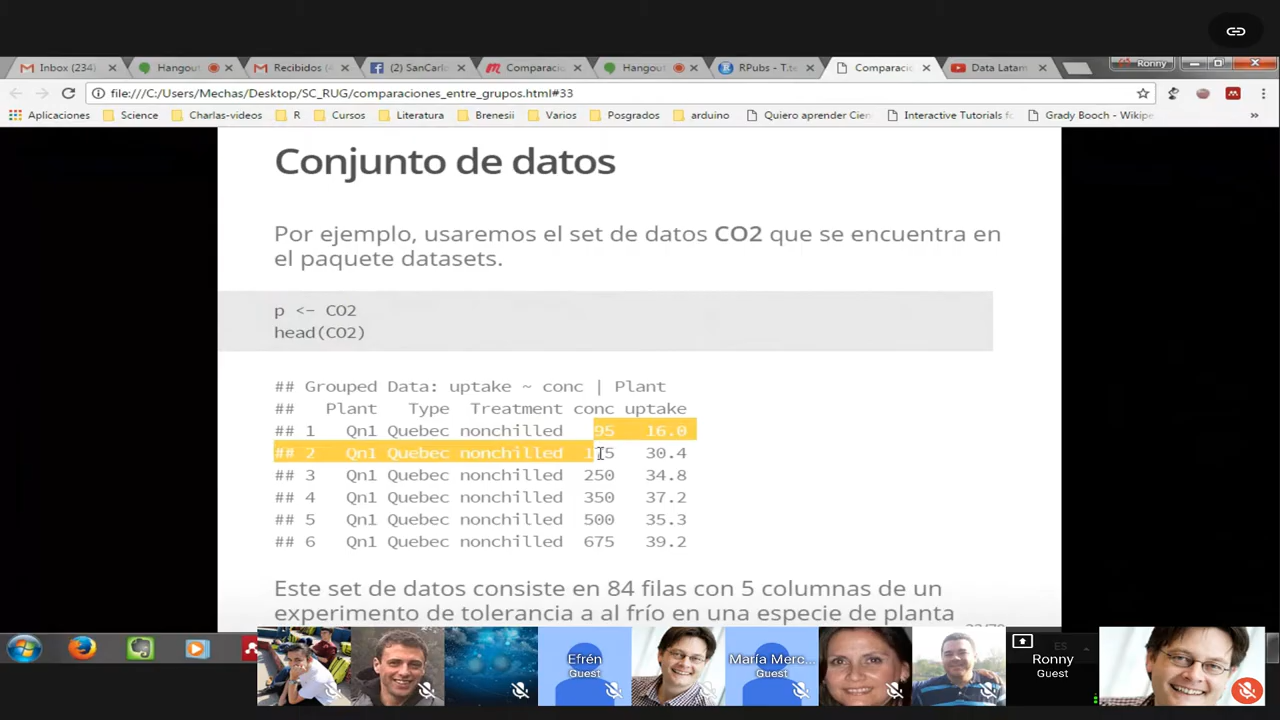 Inbox (234)
Hangout
Recibidos (
(2) SanCarlo
Comparacio
Hangout
RPubs - T.te
Comparacio
Data Latam
Ronny
file:///C:/Users/Mechas/Desktop/SC_RUG/comparaciones_entre_grupos.html#33
Aplicaciones
Science
Charlas-videos
R
Cursos
Literatura
Brenesii
Varios
Posgrados
arduino
Quiero aprender Cien
Interactive Tutorials fo
Grady Booch - Wikipe
»
Conjunto de datos
Por ejemplo, usaremos el set de datos CO2 que se encuentra en
el paquete datasets.
p <- CO2
head(CO2)
## Grouped Data: uptake ~ conc | Plant
## Plant Type Treatment conc uptake
## 1 Qn1 Quebec nonchilled 95 16.0
## 2 Qn1 Quebec nonchilled 175 30.4
## 3 Qn1 Quebec nonchilled 250 34.8
## 4 Qn1 Quebec nonchilled 350 37.2
## 5 Qn1 Quebec nonchilled 500 35.3
## 6 Qn1 Quebec nonchilled 675 39.2
Este set de datos consiste en 84 filas con 5 columnas de un
experimento de tolerancia a al frío en una especie de planta
Efrén
Guest
María Merc...
Guest
ES
Ronny
Guest